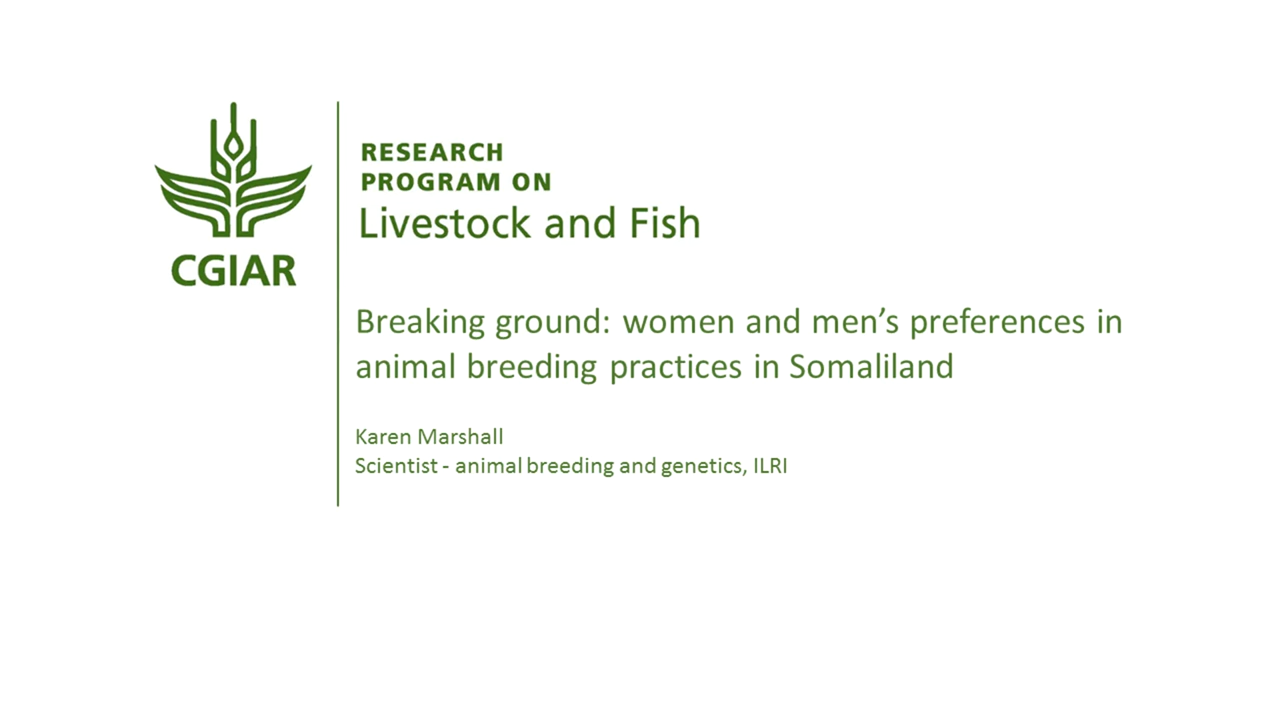 CGIAR
RESEARCH
PROGRAM ON
Livestock and Fish
Breaking ground: women and men’s preferences in
animal breeding practices in Somaliland
Karen Marshall
Scientist - animal breeding and genetics, ILRI